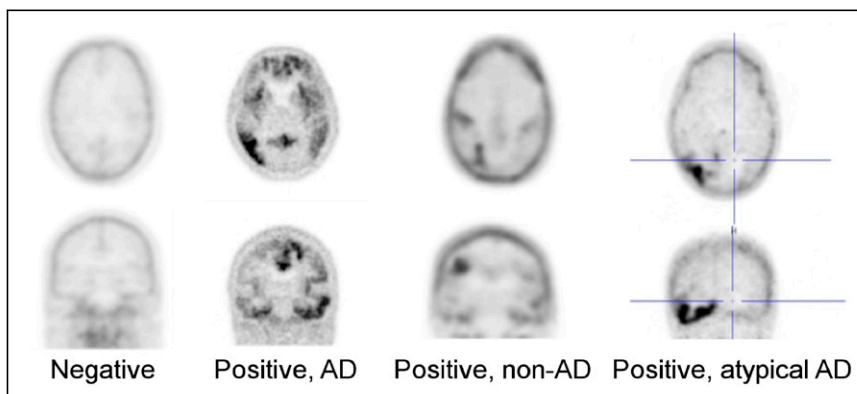 Negative
Positive, AD
Positive, non-AD
Positive, atypical AD